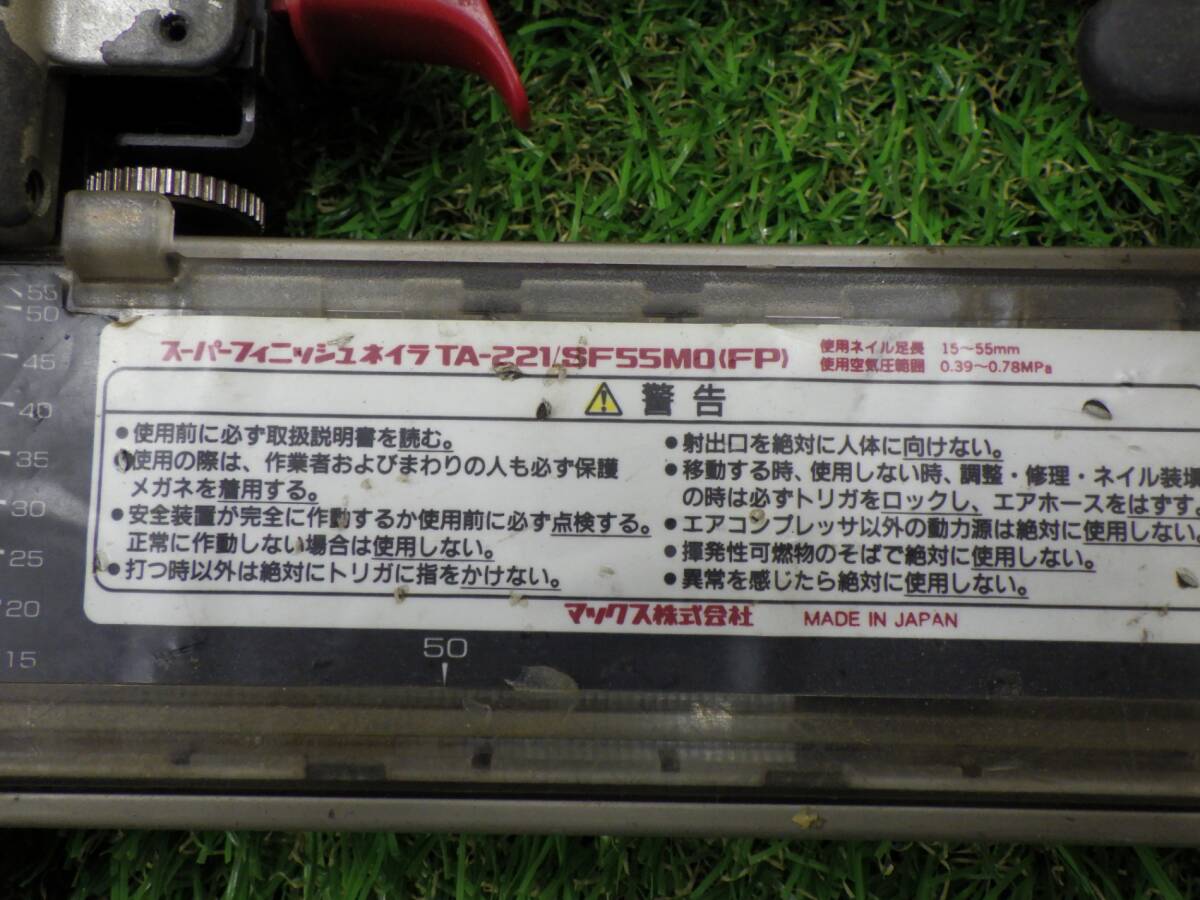 スーパーフィニッシュネイラ TA-221/SF55M0(FP)
使用ネイル足長 15～55mm
使用空気圧範囲 0.39～0.78MPa
警告
●使用前に必ず取扱説明書を読む。
●使用の際は、作業者およびまわりの人も必ず保護
メガネを着用する。
●安全装置が完全に作動するか使用前に必ず点検する。
正常に作動しない場合は使用しない。
●打つ時以外は絶対にトリガに指をかけない。
●射出口を絶対に人体に向けない。
●移動する時、使用しない時、調整・修理・ネイル装填
の時は必ずトリガをロックし、エアホースをはずす。
●エアコンプレッサ以外の動力源は絶対に使用しない。
●揮発性可燃物のそばで絶対に使用しない。
●異常を感じたら絶対に使用しない。
マックス株式会社 MADE IN JAPAN
55
50
45
40
35
30
25
20
15
50